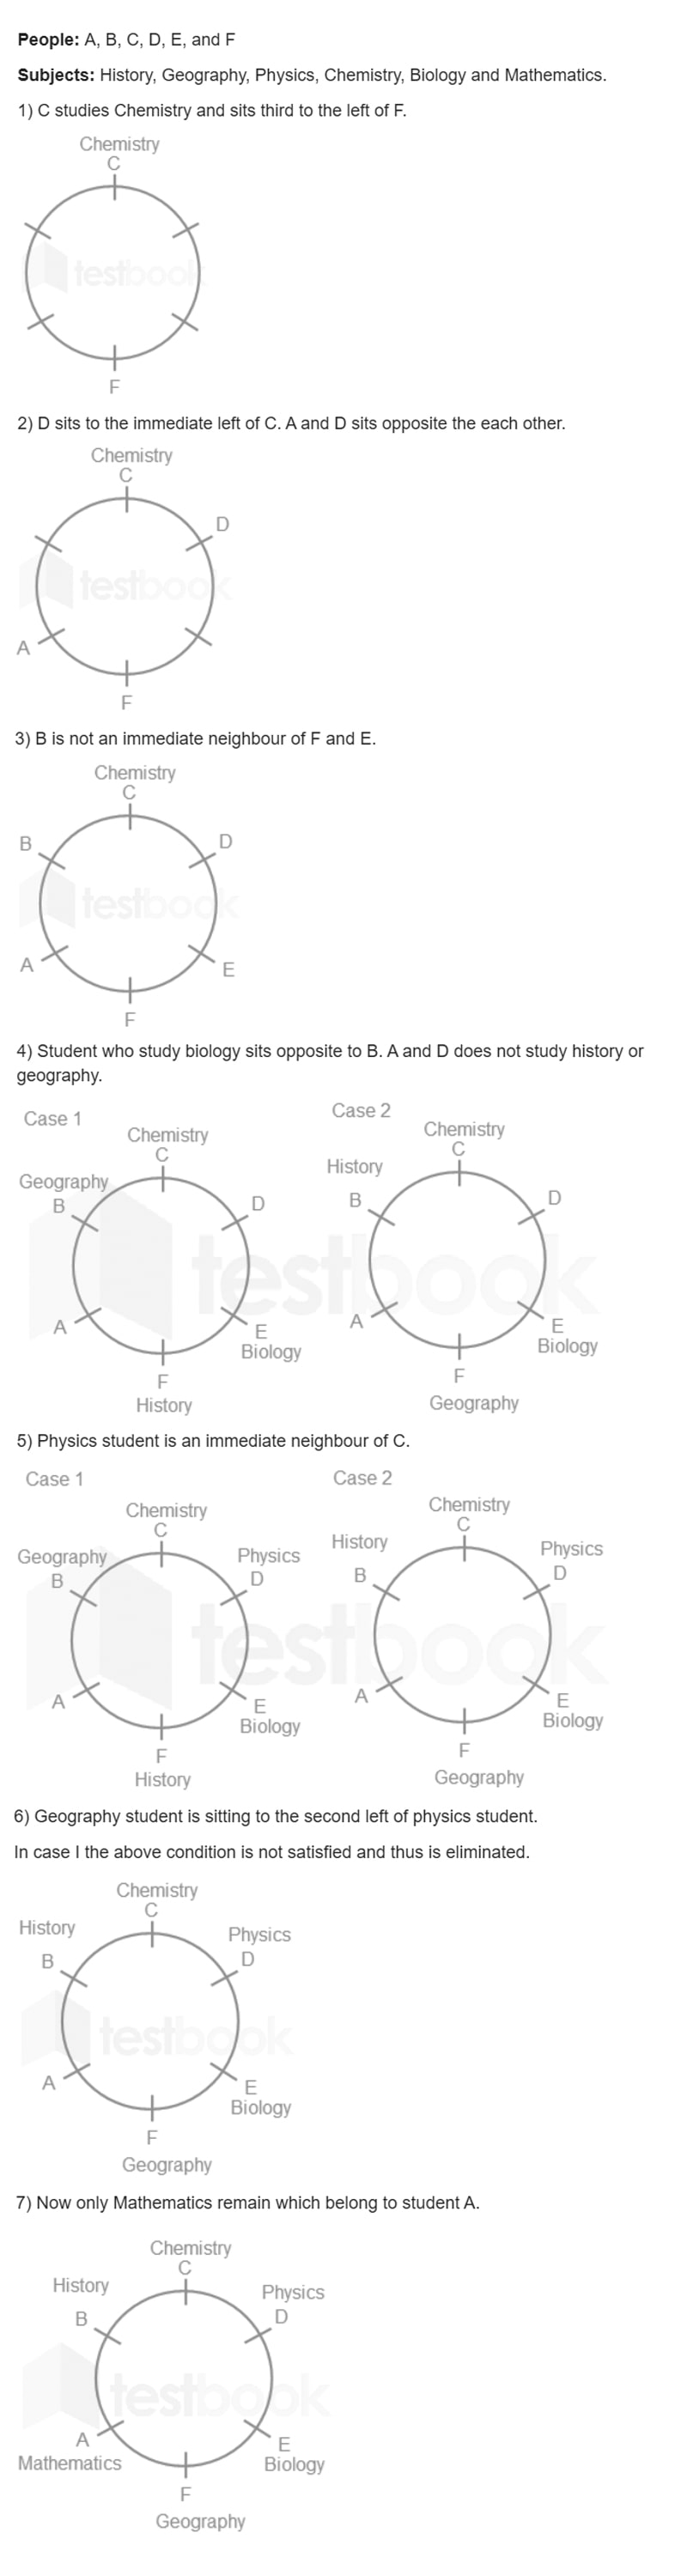 People: A, B, C, D, E, and F
Subjects: History, Geography, Physics, Chemistry, Biology and Mathematics.
1) C studies Chemistry and sits third to the left of F.
Chemistry
C
testbook
F
2) D sits to the immediate left of C. A and D sits opposite the each other.
Chemistry
C
D
testbook
A
F
3) B is not an immediate neighbour of F and E.
Chemistry
C
B D
testbook
A E
F
4) Student who study biology sits opposite to B. A and D does not study history or
geography.
Case 1 Case 2
Chemistry Chemistry
C C
Geography History
B D B D
testbook
A E A E
Biology Biology
F F
History Geography
5) Physics student is an immediate neighbour of C.
Case 1 Case 2
Chemistry Chemistry
C C
Geography Physics History Physics
B D B D
testbook
A E A E
Biology Biology
F F
History Geography
6) Geography student is sitting to the second left of physics student.
In case I the above condition is not satisfied and thus is eliminated.
Chemistry
C
History Physics
B D
testbook
A E
Biology
F
Geography
7) Now only Mathematics remain which belong to student A.
Chemistry
C
History Physics
B D
testbook
A E
Mathematics Biology
F
Geography